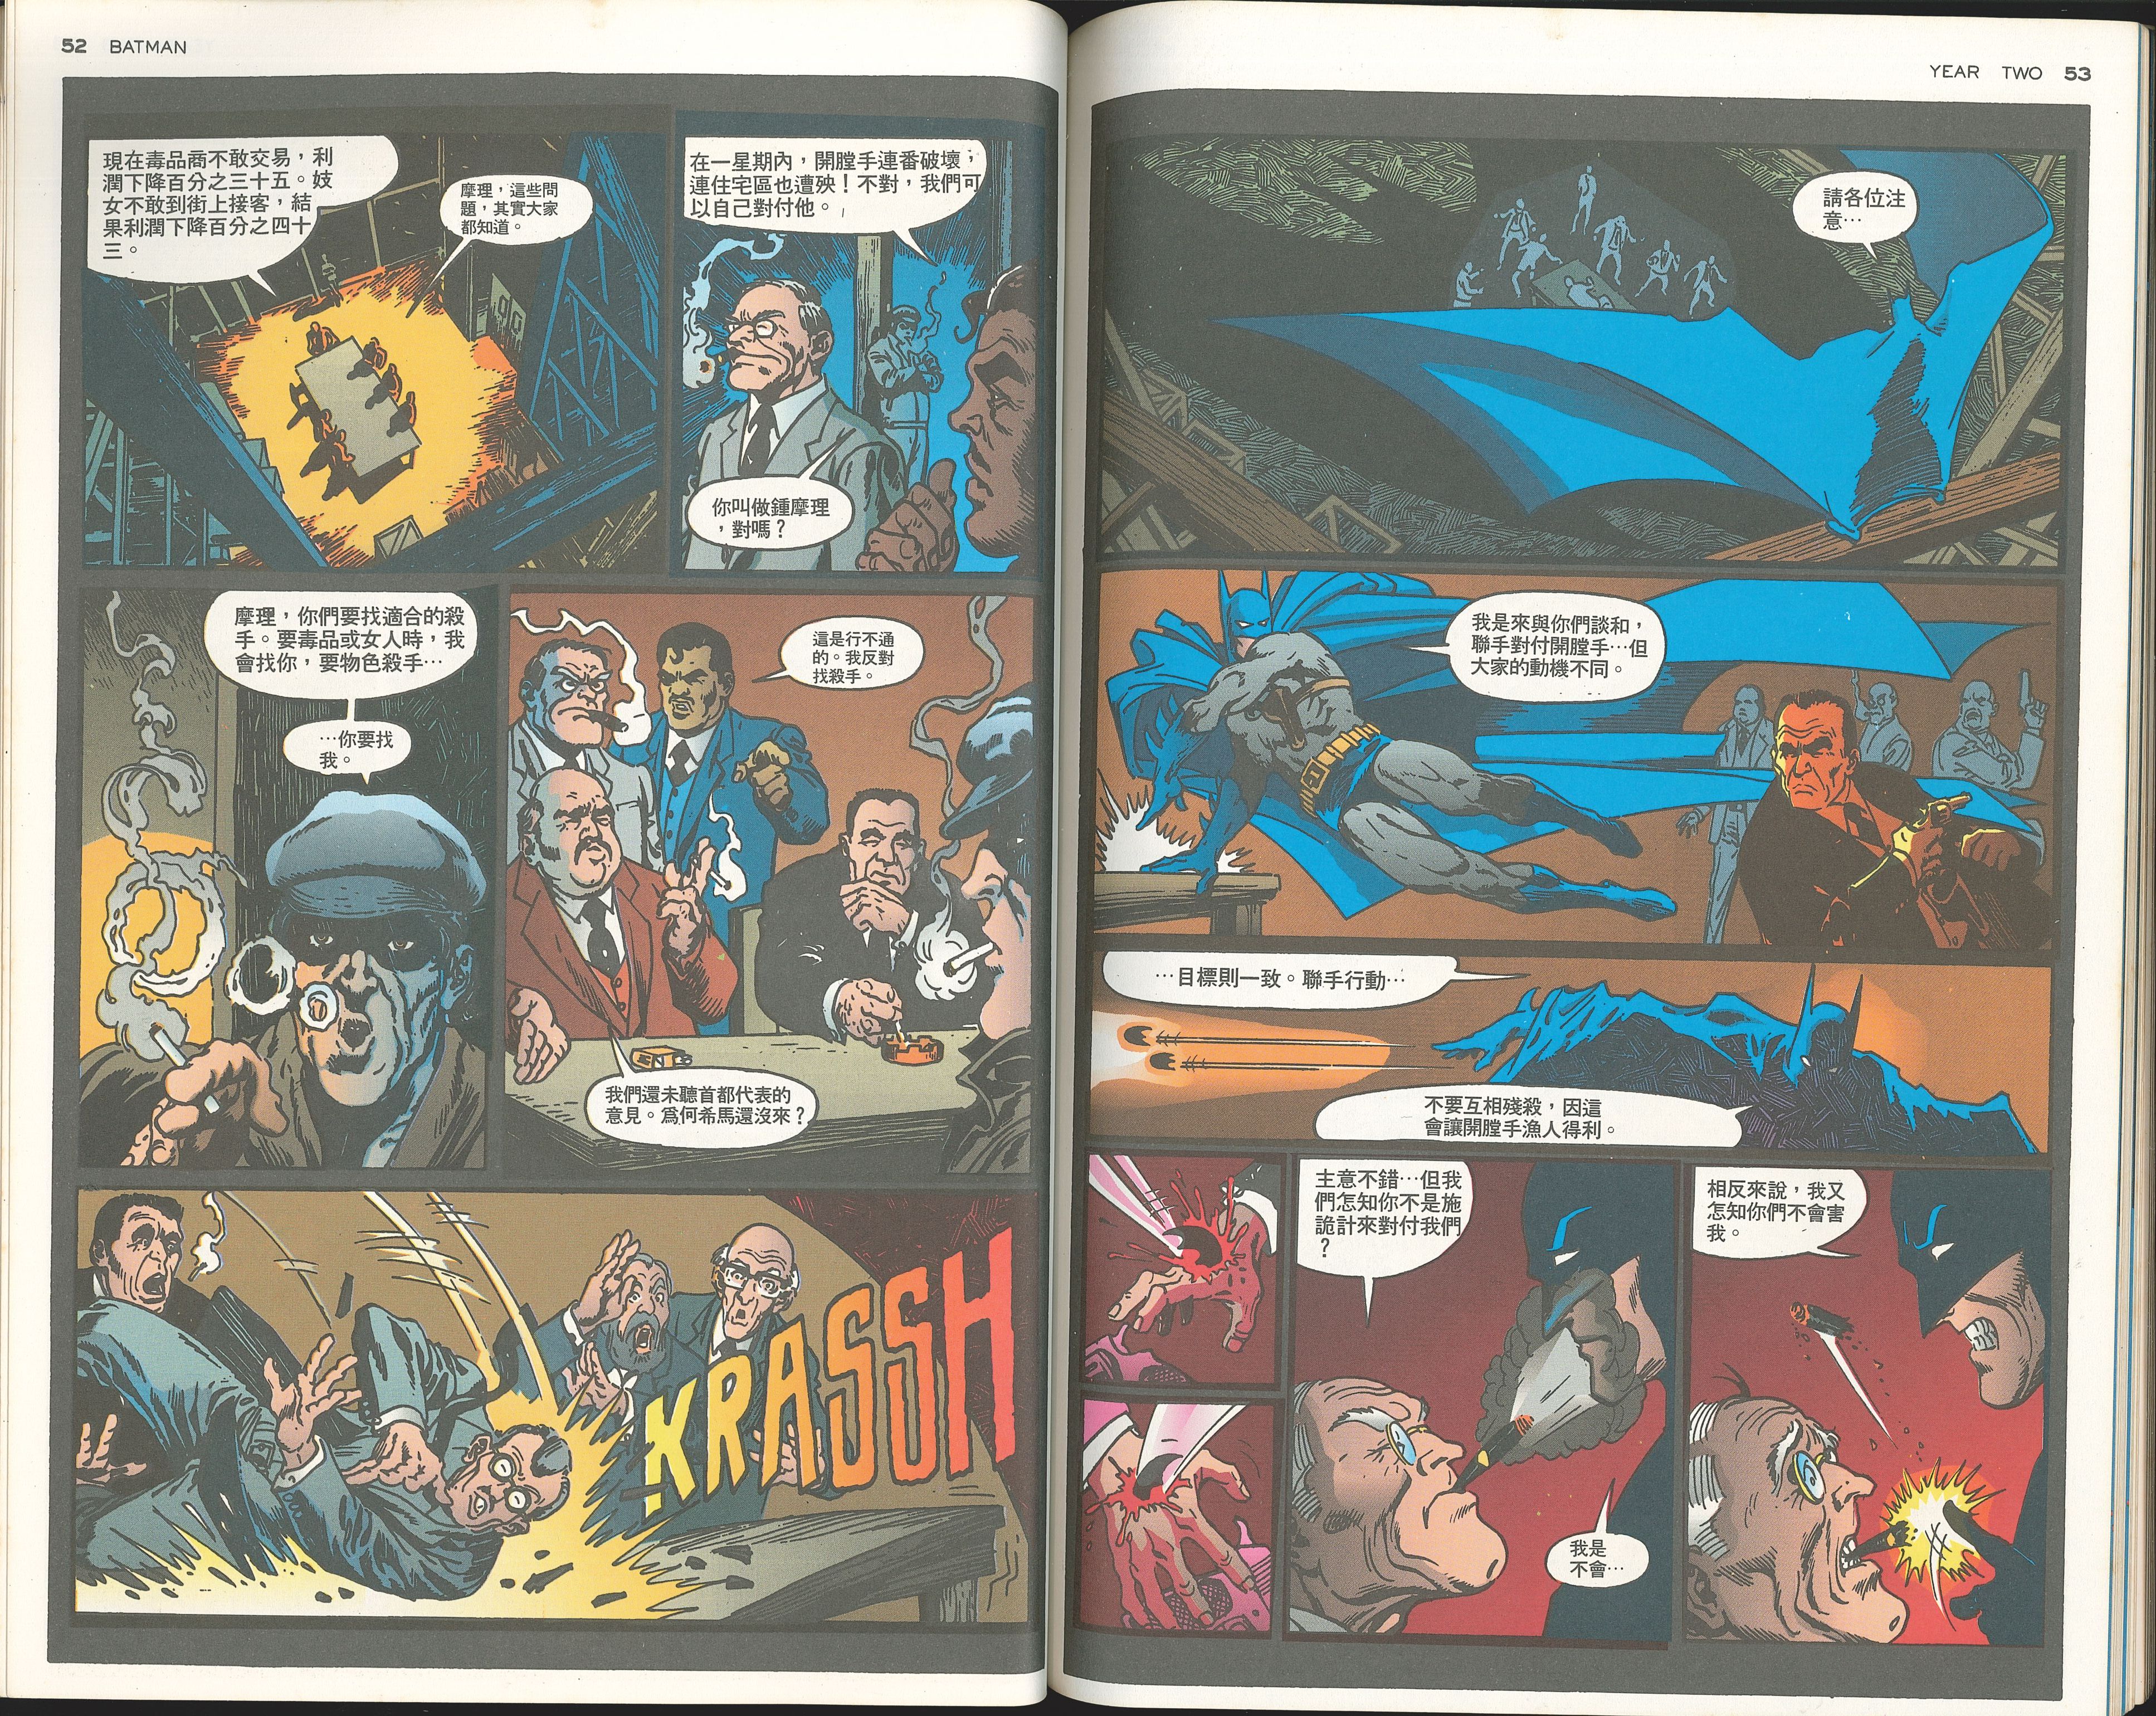 52 BATMAN
現在毒品商不敢交易，利
潤下降百分之三十五。妓
女不敢到街上接客，結
果利潤下降百分之四十
三。
摩理，這些問
題，其實大家
都知道。
在一星期內，開膛手連番破壞，
連住宅區也遭殃！不對，我們可
以自己對付他。
你叫做鍾摩理
，對嗎？
摩理，你們要找適合的殺
手。要毒品或女人時，我
會找你，要物色殺手…
…你要找
我。
這是行不通
的。我反對
找殺手。
我們還未聽首都代表的
意見。爲何希馬還沒來？
KRASSH
YEAR TWO 53
請各位注
意…
我是來與你們談和，
聯手對付開膛手…但
大家的動機不同。
…目標則一致。聯手行動…
不要互相殘殺，因這
會讓開膛手漁人得利。
主意不錯…但我
們怎知你不是施
詭計來對付我們
？
我是
不會…
相反來說，我又
怎知你們不會害
我。